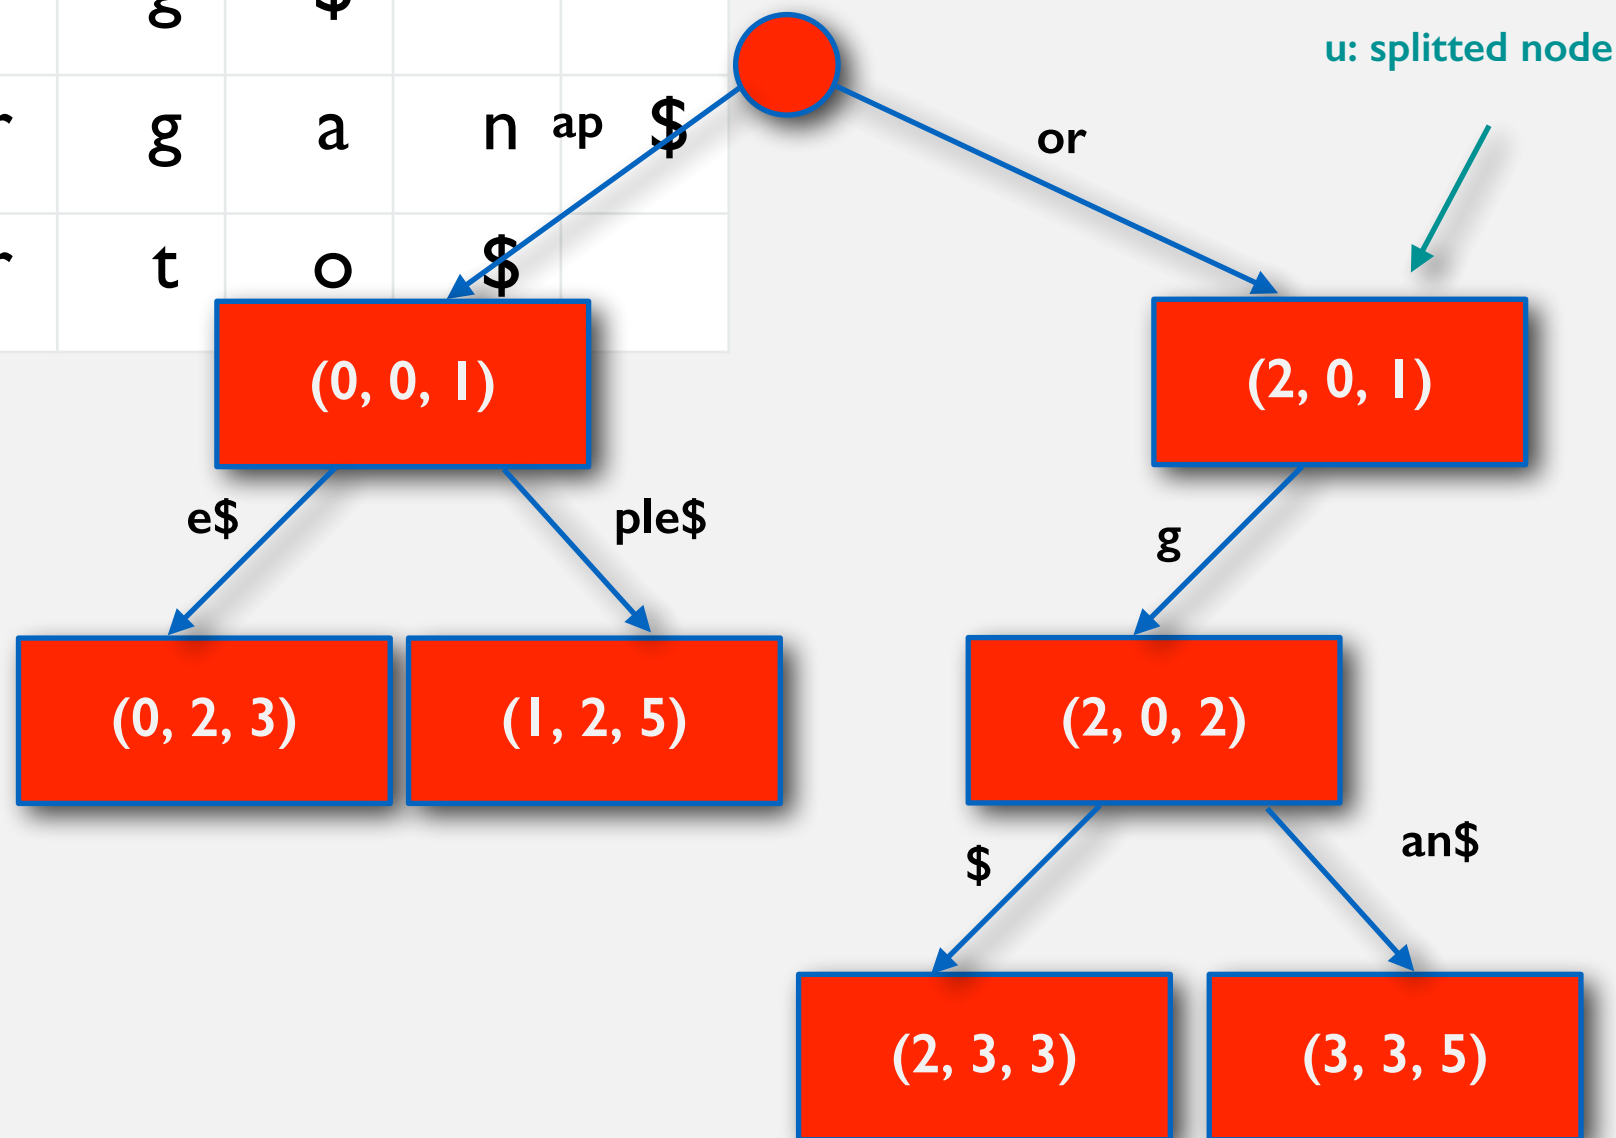 g $
u: splitted node
r g a n ap $
or
r t o $
(0, 0, 1)
(2, 0, 1)
e$
ple$
g
(0, 2, 3)
(1, 2, 5)
(2, 0, 2)
$
an$
(2, 3, 3)
(3, 3, 5)